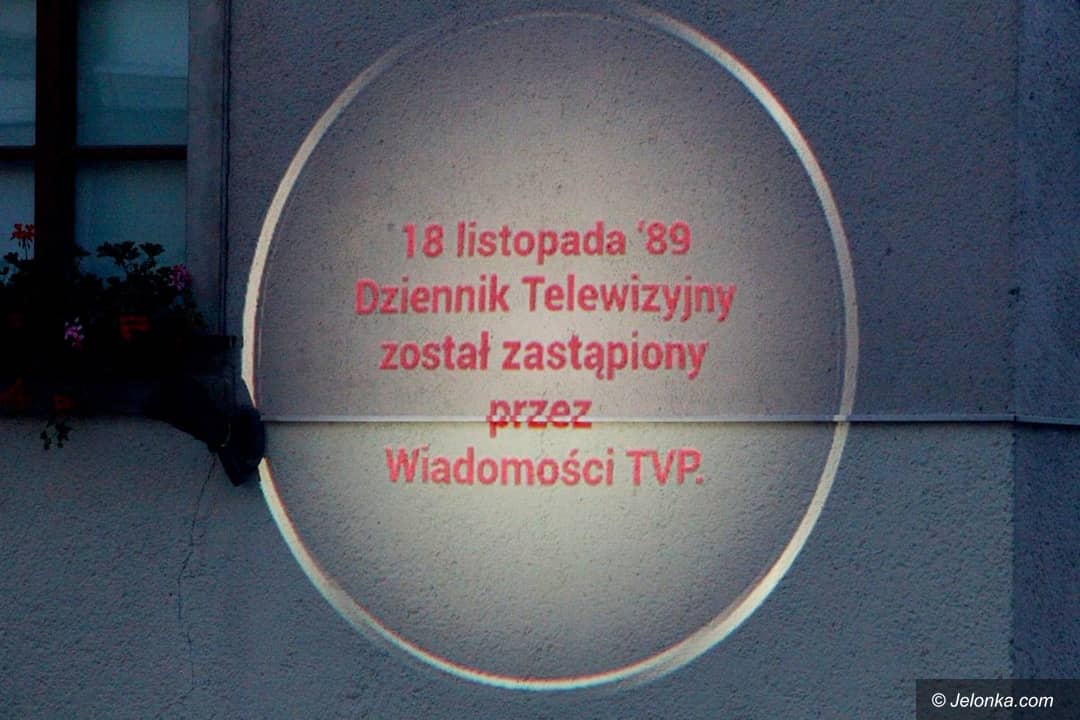 18 listopada ‘89
Dziennik Telewizyjny
został zastąpiony
przez
Wiadomości TVP.
© Jelonka.com